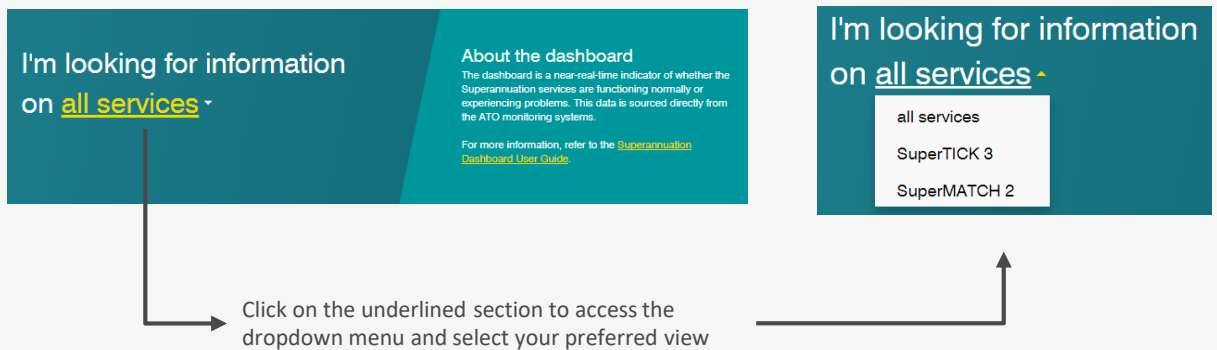 I'm looking for information
on all services
About the dashboard
The dashboard is a near-real-time indicator of whether the
Superannuation services are functioning normally or
experiencing problems. This data is sourced directly from
the ATO monitoring systems.
For more information, refer to the Superannuation
Dashboard User Guide.
I'm looking for information
on all services
all services
SuperTICK 3
SuperMATCH 2
Click on the underlined section to access the
dropdown menu and select your preferred view